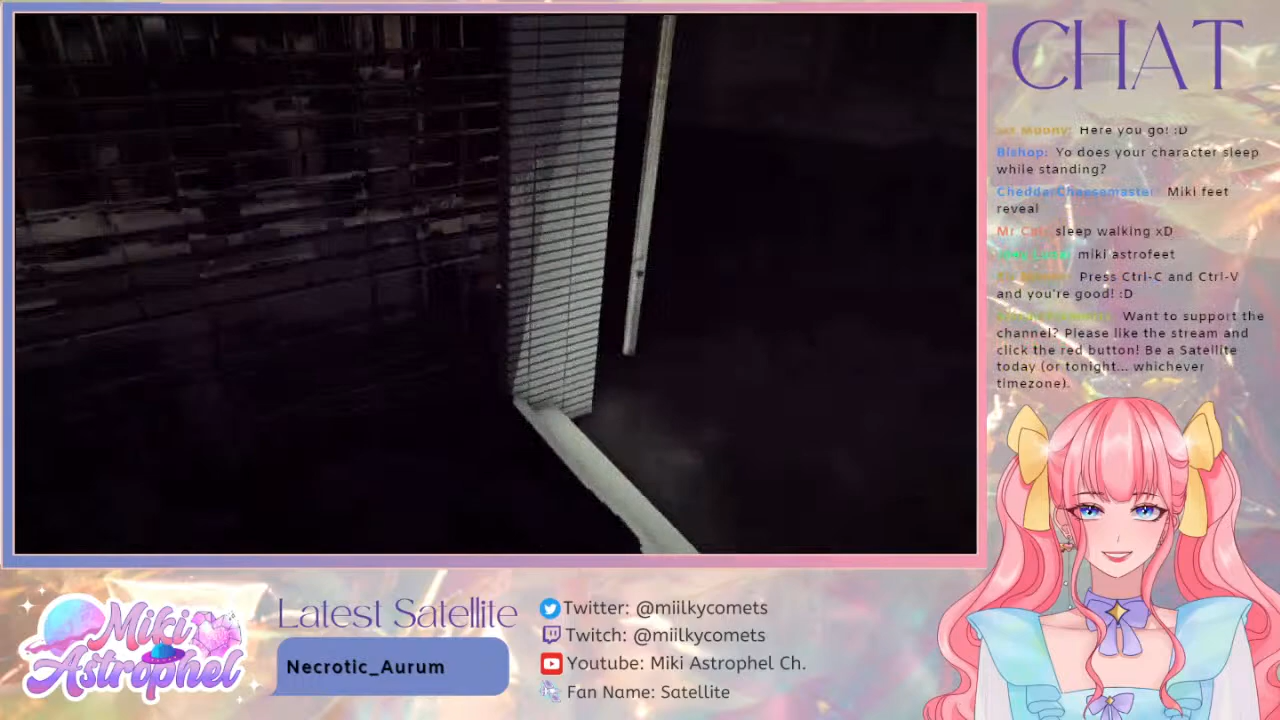 CHAT
Moony: Here you go! :D
Bishop: Yo does your character sleep
while standing?
CheddarCheesemaster: Miki feet
reveal
Mr sleep walking xD
miki astrofeet
Press Ctrl-C and Ctrl-V
and you're good! :D
Want to support the
channel? Please like the stream and
click the red button! Be a Satellite
today (or tonight... whichever
timezone).
Miki
Astrophel
Latest Satellite
Necrotic_Aurum
Twitter: @miilkycomets
Twitch: @miilkycomets
Youtube: Miki Astrophel Ch.
Fan Name: Satellite